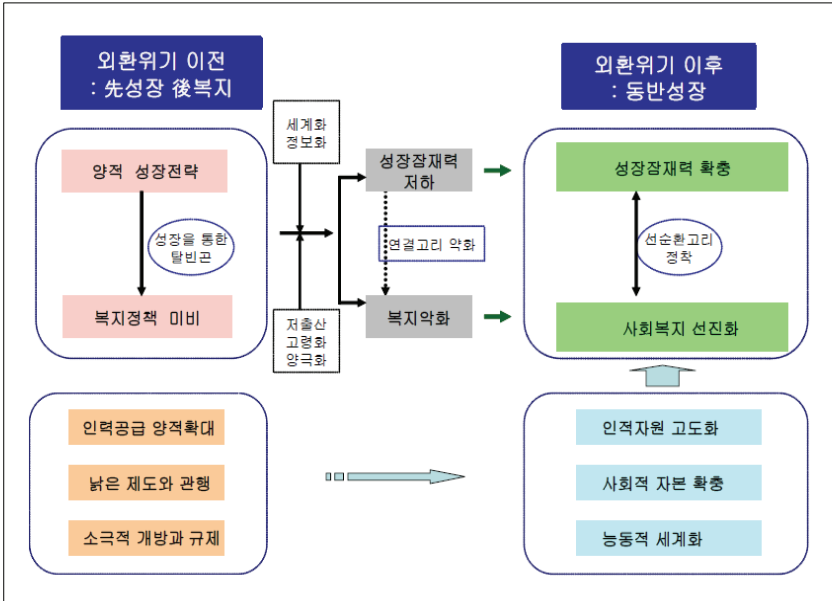 외환위기 이전
: 先성장 後복지
외환위기 이후
: 동반성장
양적 성장전략
성장을 통한
탈빈곤
복지정책 미비
세계화
정보화
저출산
고령화
양극화
성장잠재력
저하
연결고리 약화
복지악화
성장잠재력 확충
선순환고리
정착
사회복지 선진화
인력공급 양적확대
낡은 제도와 관행
소극적 개방과 규제
인적자원 고도화
사회적 자본 확충
능동적 세계화